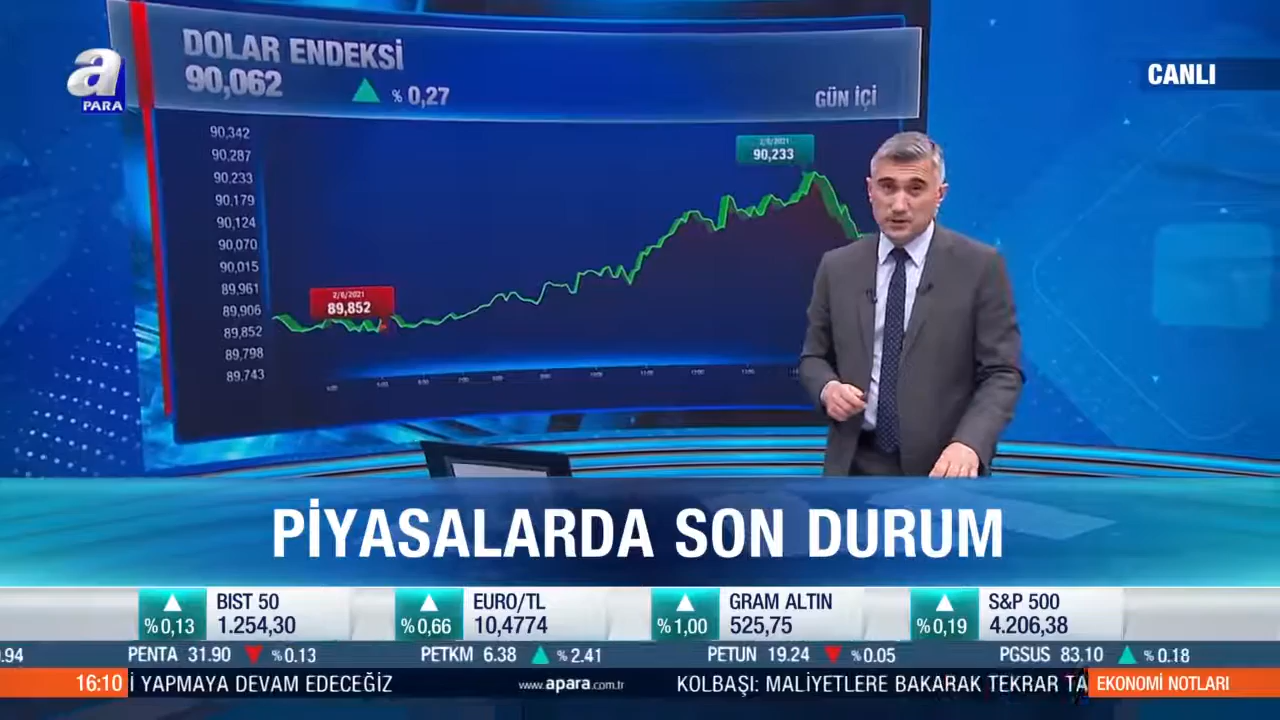 a
PARA
CANLI
DOLAR ENDEKSİ
90,062
% 0,27
GÜN İÇİ
90,342
90,287
90,233
90,179
90,124
90,070
90,015
89,961
89,906
89,852
89,798
89,743
2/6/2021
90,233
2/6/2021
89,852
PİYASALARDA SON DURUM
% 0,13 BIST 50 1.254,30
% 0,66 EURO/TL 10,4774
% 1,00 GRAM ALTIN 525,75
% 0,19 S&P 500 4.206,38
.94 PENTA 31.90 % 0.13 PETKM 6.38 % 2.41 PETUN 19.24 % 0.05 PGSUS 83.10 % 0.18
16:10 İ YAPMAYA DEVAM EDECEĞİZ www.apara.com.tr KOLBAŞI: MALİYETLERE BAKARAK TEKRAR TA EKONOMİ NOTLARI